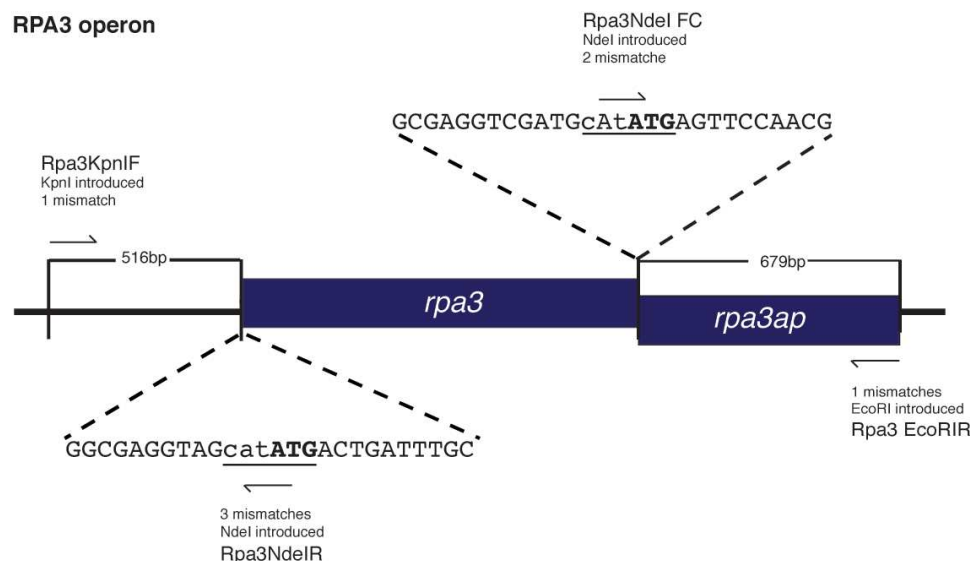 RPA3 operon
Rpa3NdeI FC
NdeI introduced
2 mismatche
GCGAGGTCGATGcAtATGAGTTCCAACG
Rpa3KpnIF
KpnI introduced
1 mismatch
516bp
679bp
rpa3
rpa3ap
1 mismatches
EcoRI introduced
Rpa3 EcoRIR
GGCGAGGTAGcatATGACTGATTTGC
3 mismatches
NdeI introduced
Rpa3NdeIR